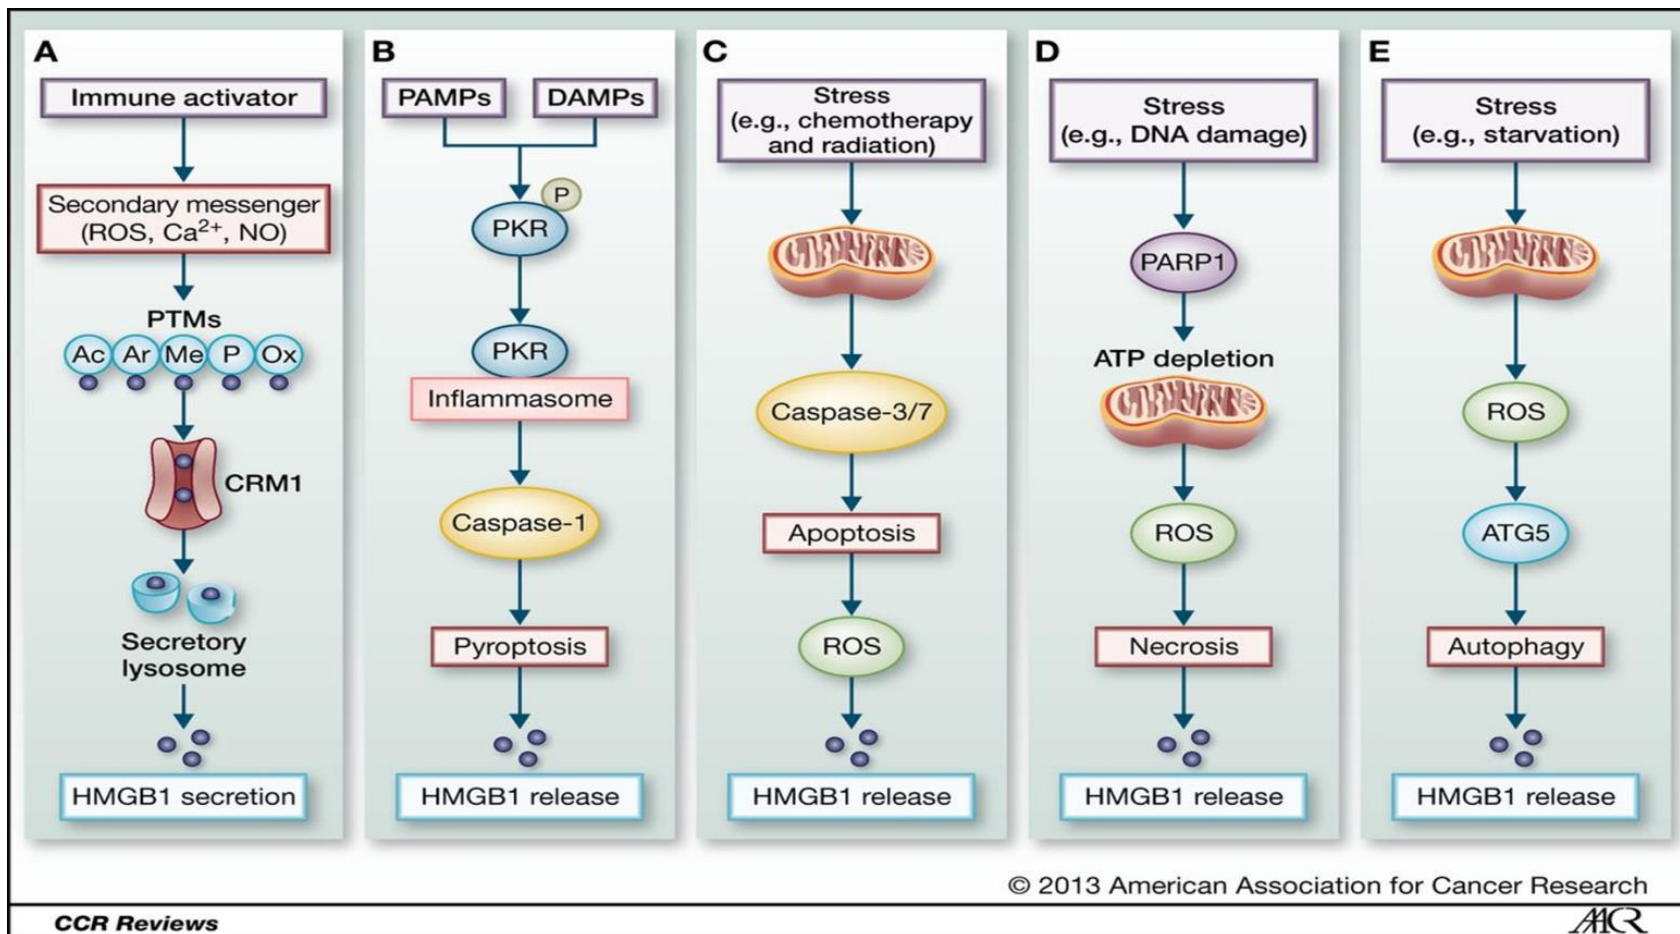 A
Immune activator
Secondary messenger
(ROS, Ca²⁺, NO)
PTMs
Ac Ar Me P Ox
CRM1
Secretory
lysosome
HMGB1 secretion
B
PAMPs DAMPs
P
PKR
PKR
Inflammasome
Caspase-1
Pyroptosis
HMGB1 release
C
Stress
(e.g., chemotherapy
and radiation)
Caspase-3/7
Apoptosis
ROS
HMGB1 release
D
Stress
(e.g., DNA damage)
PARP1
ATP depletion
ROS
Necrosis
HMGB1 release
E
Stress
(e.g., starvation)
ROS
ATG5
Autophagy
HMGB1 release
© 2013 American Association for Cancer Research
CCR Reviews
AACR